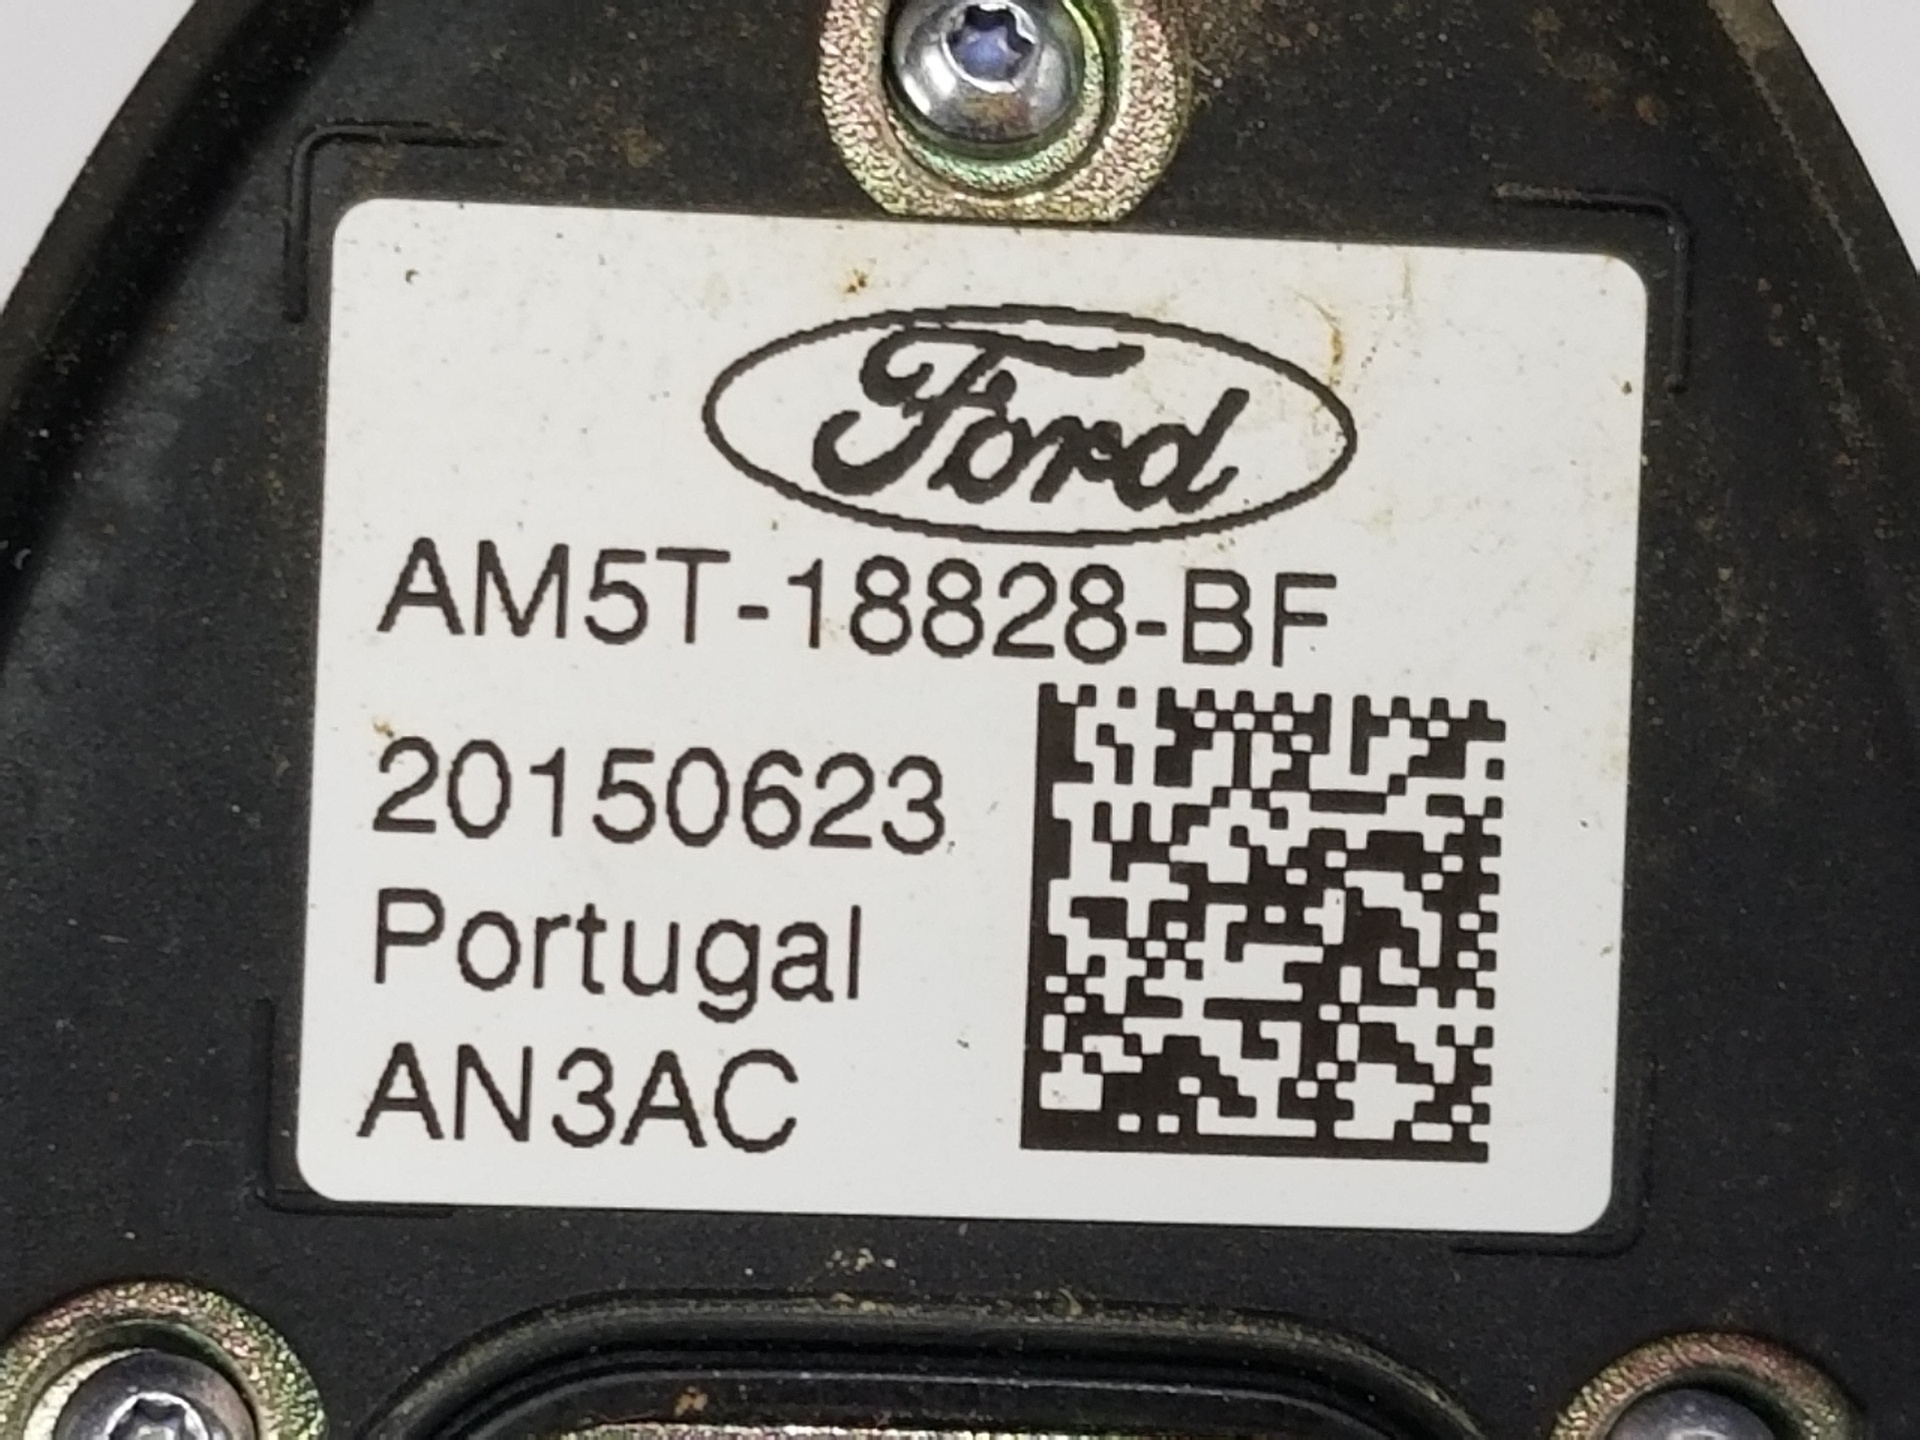 Ford
AM5T-18828-BF
20150623
Portugal
AN3AC